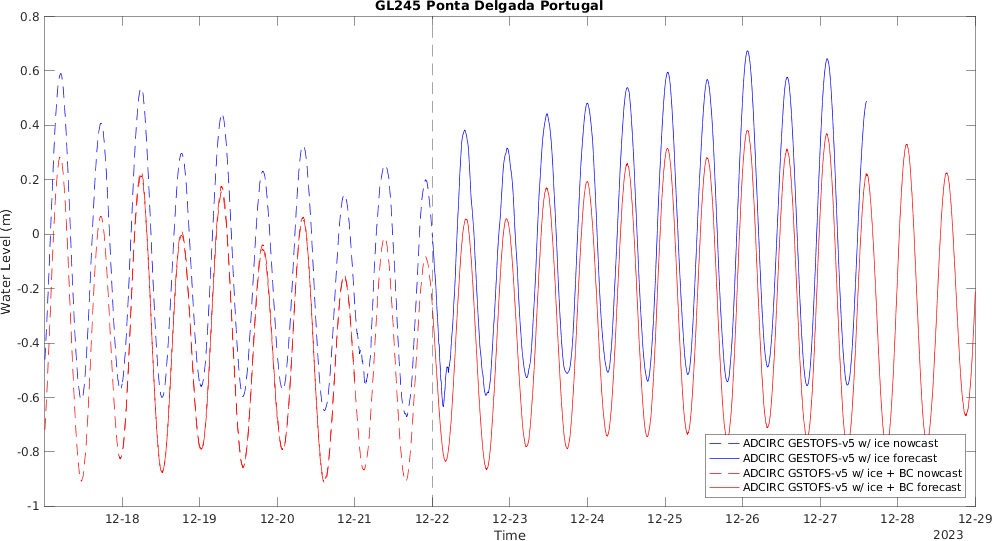 GL245 Ponta Delgada Portugal
0.8
0.6
0.4
0.2
0
-0.2
-0.4
-0.6
-0.8
-1
Water Level (m)
ADCIRC GESTOFS-v5 w/ ice nowcast
ADCIRC GESTOFS-v5 w/ ice forecast
ADCIRC GSTOFS-v5 w/ ice + BC nowcast
ADCIRC GSTOFS-v5 w/ ice + BC forecast
12-18 12-19 12-20 12-21 12-22 12-23 12-24 12-25 12-26 12-27 12-28 12-29
Time
2023